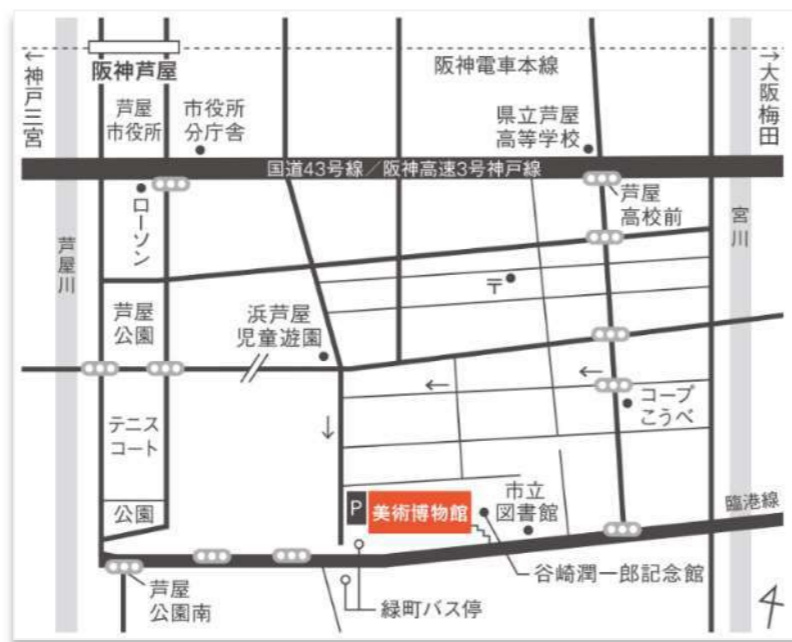 阪神芦屋
阪神電車本線
←神戸三宮
→大阪梅田
芦屋
市役所
市役所
分庁舎
県立芦屋
高等学校
国道43号線／阪神高速3号神戸線
ローソン
芦屋
高校前
芦屋川
宮川
〒
芦屋
公園
浜芦屋
児童遊園
←
←
コープ
こうべ
テニス
コート
↓
P
美術博物館
市立
図書館
公園
臨港線
谷崎潤一郎記念館
芦屋
公園南
緑町バス停
4